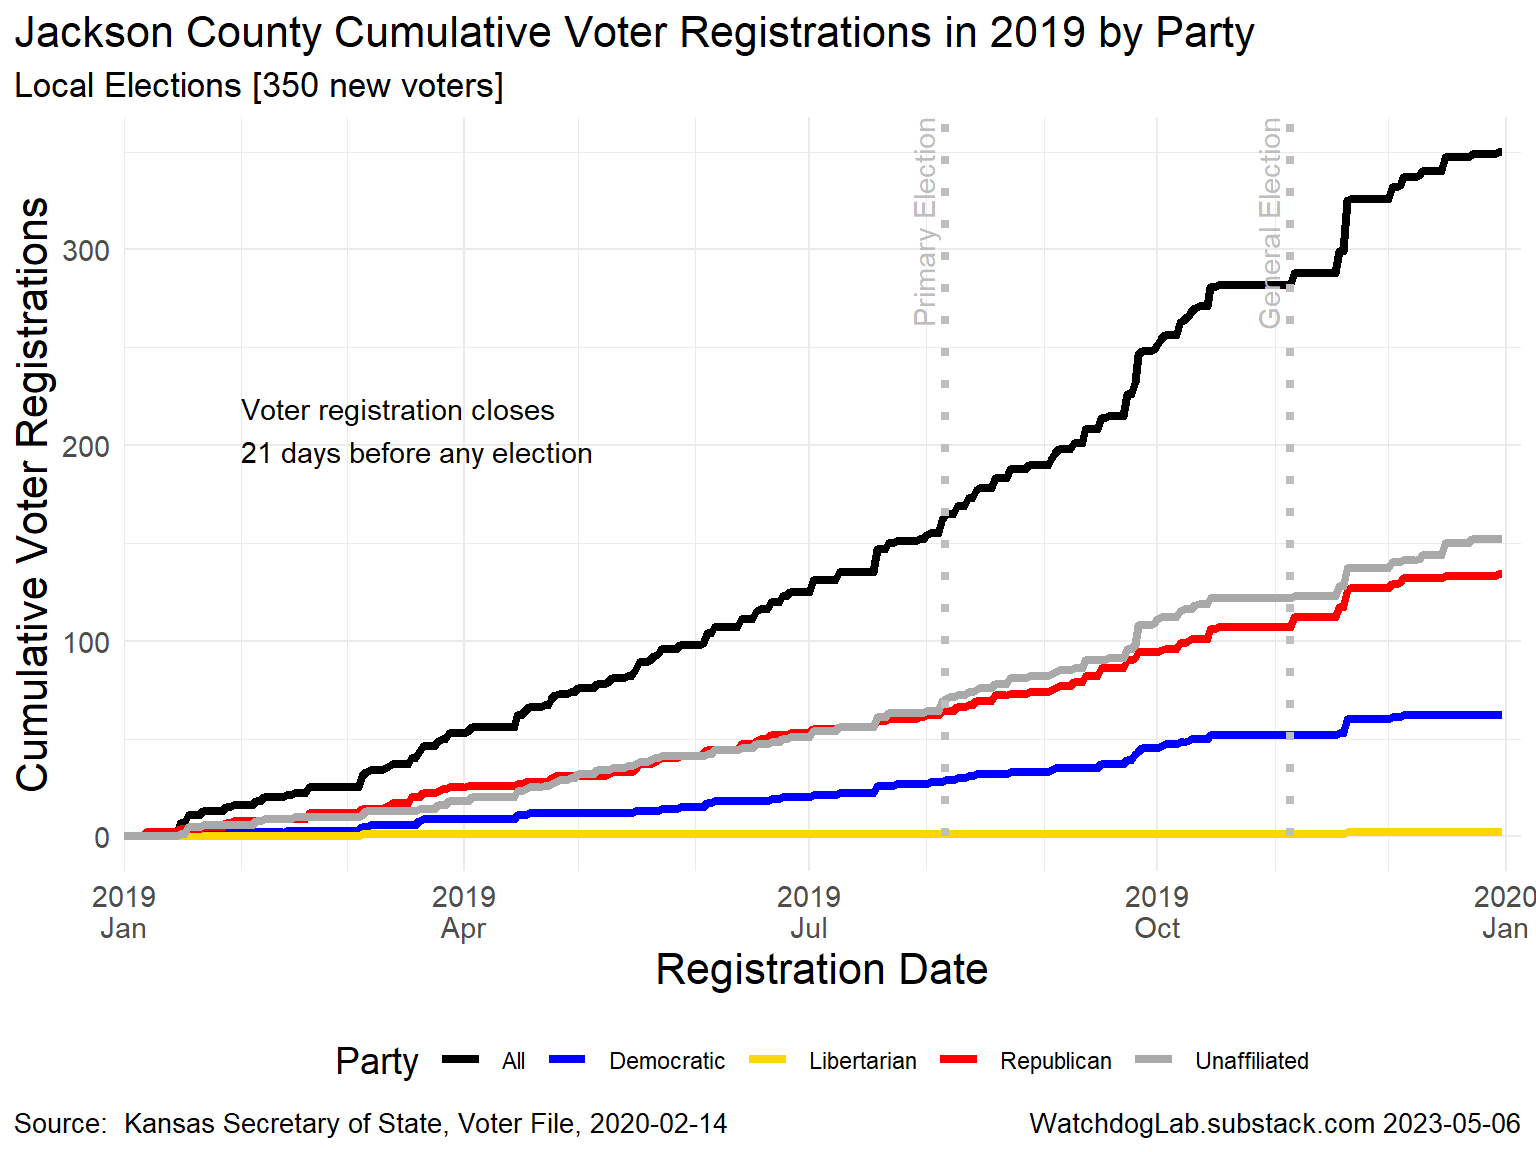 Jackson County Cumulative Voter Registrations in 2019 by Party
Local Elections [350 new voters]
Cumulative Voter Registrations
300
200
100
0
Primary Election
General Election
Voter registration closes
21 days before any election
2019 2019 2019 2019 2020
Jan Apr Jul Oct Jan
Registration Date
Party All Democratic Libertarian Republican Unaffiliated
Source:  Kansas Secretary of State, Voter File, 2020-02-14
WatchdogLab.substack.com 2023-05-06